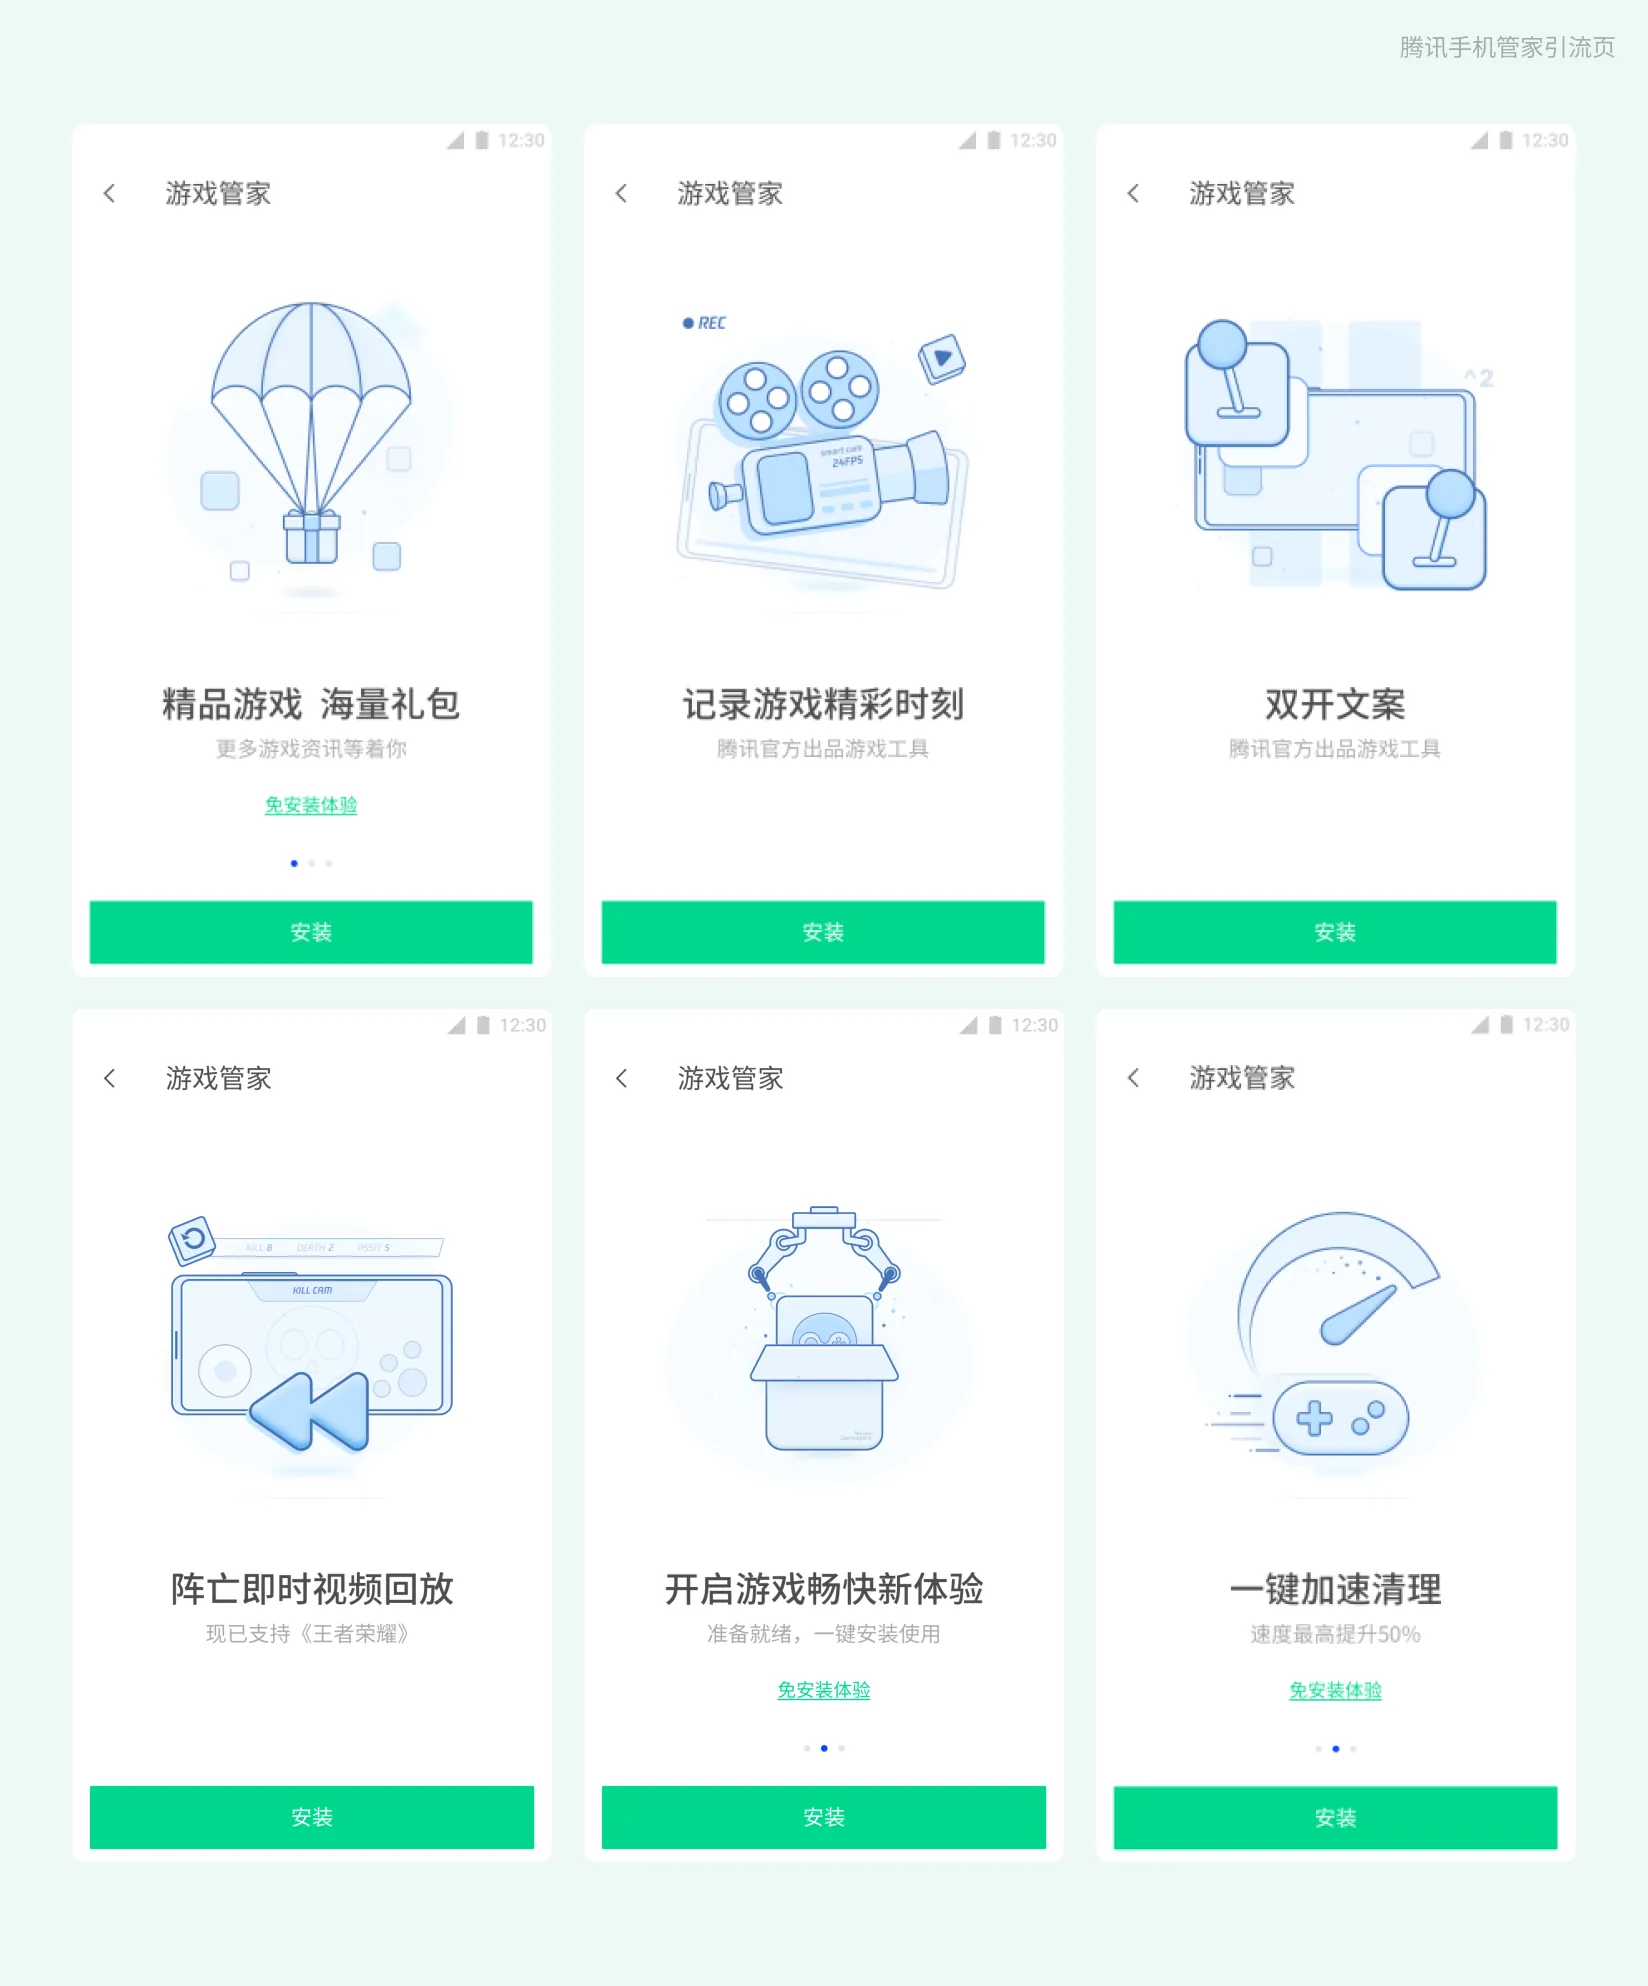 腾讯手机管家引流页
12:30
游戏管家
精品游戏 海量礼包
更多游戏资讯等着你
免安装体验
安装
12:30
游戏管家
REC
smart cam
24FPS
记录游戏精彩时刻
腾讯官方出品游戏工具
安装
12:30
游戏管家
^2
双开文案
腾讯官方出品游戏工具
安装
12:30
游戏管家
KILL 8 DEATH 2 ASSIT 5
KILL CAM
阵亡即时视频回放
现已支持《王者荣耀》
安装
12:30
游戏管家
开启游戏畅快新体验
准备就绪，一键安装使用
免安装体验
安装
12:30
游戏管家
一键加速清理
速度最高提升50%
免安装体验
安装